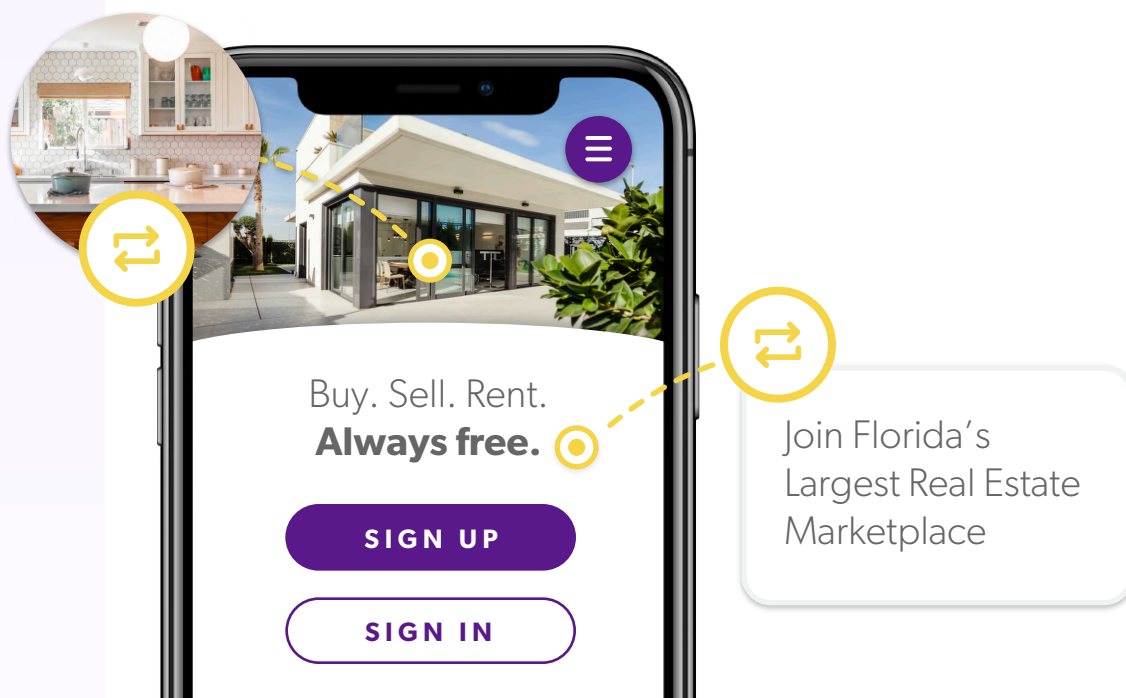 Buy. Sell. Rent.
Always free.
SIGN UP
SIGN IN
Join Florida's
Largest Real Estate
Marketplace